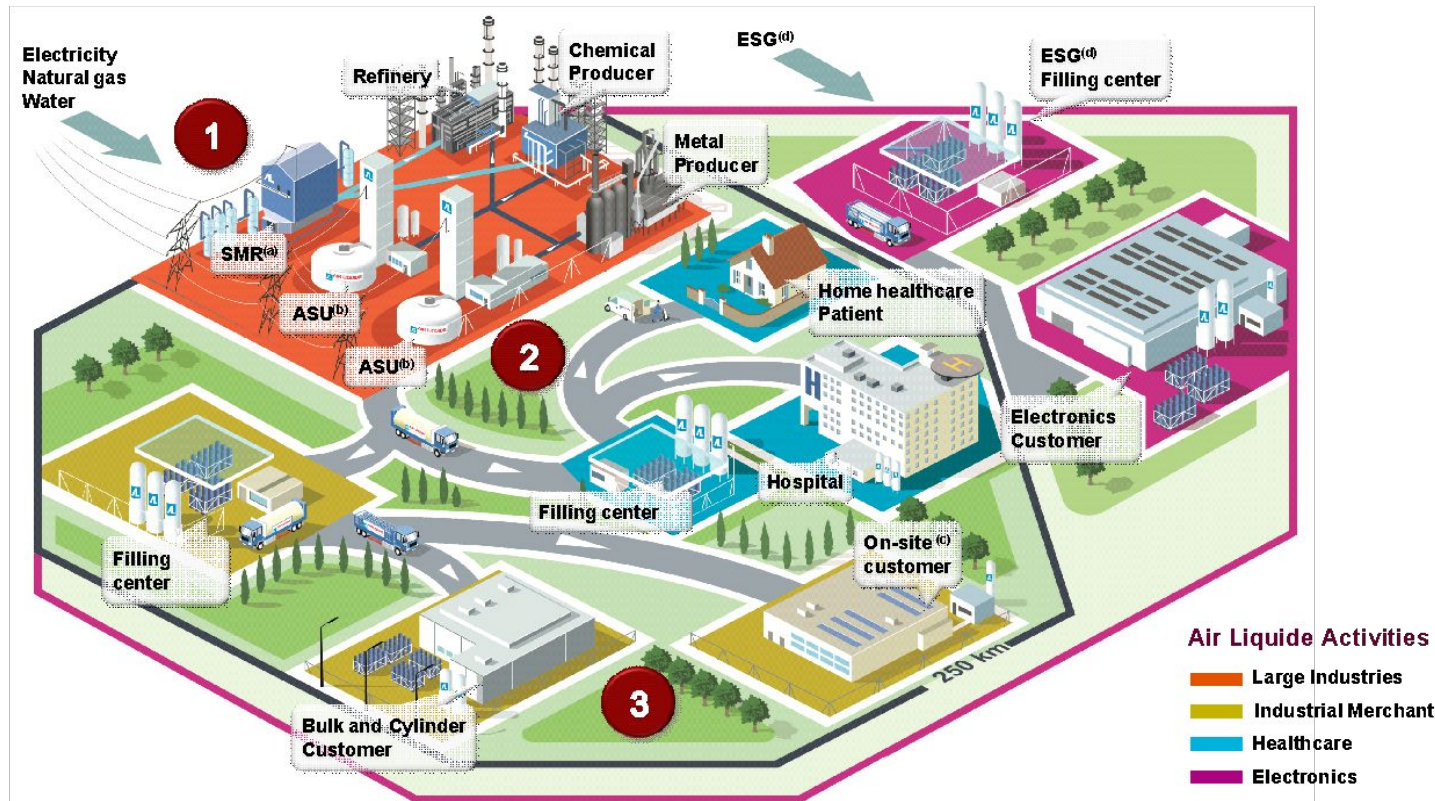 Electricity
Natural gas
Water
1
Refinery
Chemical
Producer
ESG(d)
ESG(d)
Filling center
Metal
Producer
SMR(a)
ASU(b)
ASU(b)
2
Home healthcare
Patient
Electronics
Customer
Hospital
Filling center
Filling
center
On-site (c)
customer
250 km
3
Bulk and Cylinder
Customer
Air Liquide Activities
Large Industries
Industrial Merchant
Healthcare
Electronics
H
H